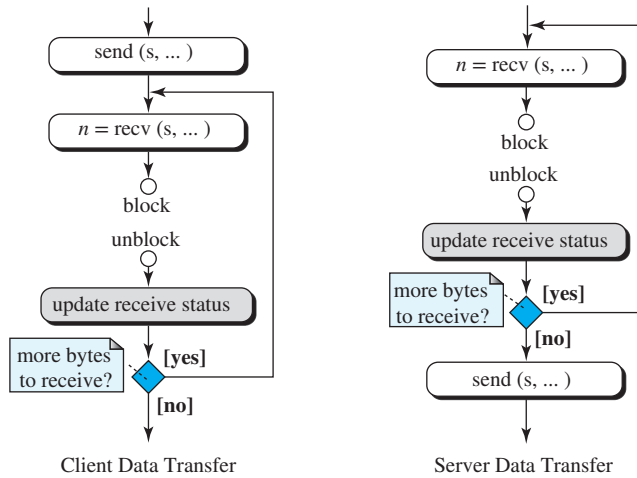 send (s, ... )
n = recv (s, ... )
block
unblock
update receive status
more bytes
to receive?
[yes]
[no]
Client Data Transfer
n = recv (s, ... )
block
unblock
update receive status
more bytes
to receive?
[yes]
[no]
send (s, ... )
Server Data Transfer